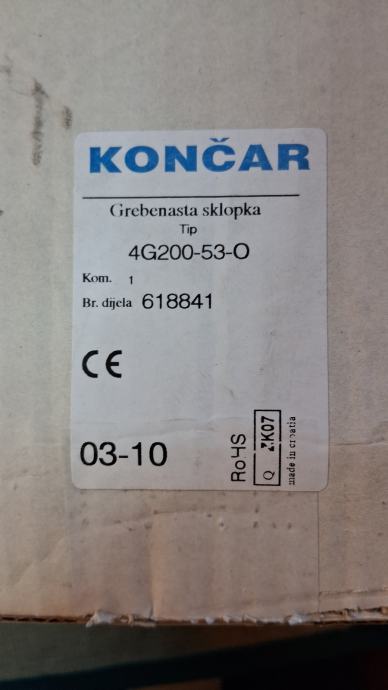 KONČAR
Grebenasta sklopka
Tip
4G200-53-O
Kom. 1
Br. dijela 618841
CE
03-10
RoHS
Q ZK07
made in croatia